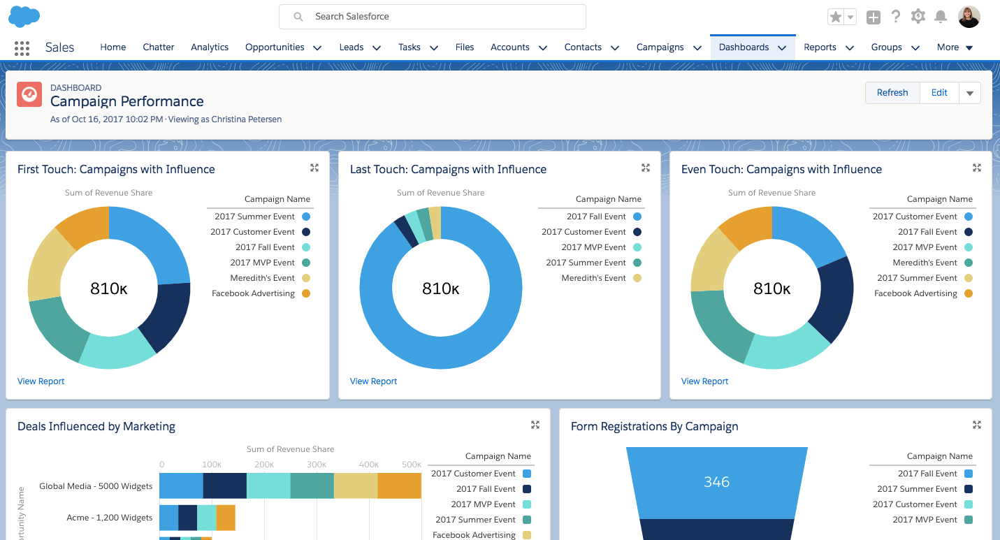 Search Salesforce
Sales
Home
Chatter
Analytics
Opportunities
Leads
Tasks
Files
Accounts
Contacts
Campaigns
Dashboards
Reports
Groups
More
DASHBOARD
Campaign Performance
As of Oct 16, 2017 10:02 PM·Viewing as Christina Petersen
Refresh
Edit
First Touch: Campaigns with Influence
Sum of Revenue Share
Campaign Name
2017 Summer Event
2017 Customer Event
2017 Fall Event
2017 MVP Event
Meredith's Event
Facebook Advertising
810K
View Report
Last Touch: Campaigns with Influence
Sum of Revenue Share
Campaign Name
2017 Fall Event
2017 Customer Event
2017 MVP Event
2017 Summer Event
Meredith's Event
810K
View Report
Even Touch: Campaigns with Influence
Sum of Revenue Share
Campaign Name
2017 Customer Event
2017 Fall Event
2017 MVP Event
Meredith's Event
2017 Summer Event
Facebook Advertising
810K
View Report
Deals Influenced by Marketing
Sum of Revenue Share
0 100K 200K 300K 400K 500K
Global Media - 5000 Widgets
Acme - 1,200 Widgets
Name
Campaign Name
2017 Customer Event
2017 Fall Event
2017 MVP Event
2017 Summer Event
Facebook Advertising
Form Registrations By Campaign
346
Campaign Name
2017 Fall Event
2017 Summer Event
2017 Customer Event
2017 MVP Event